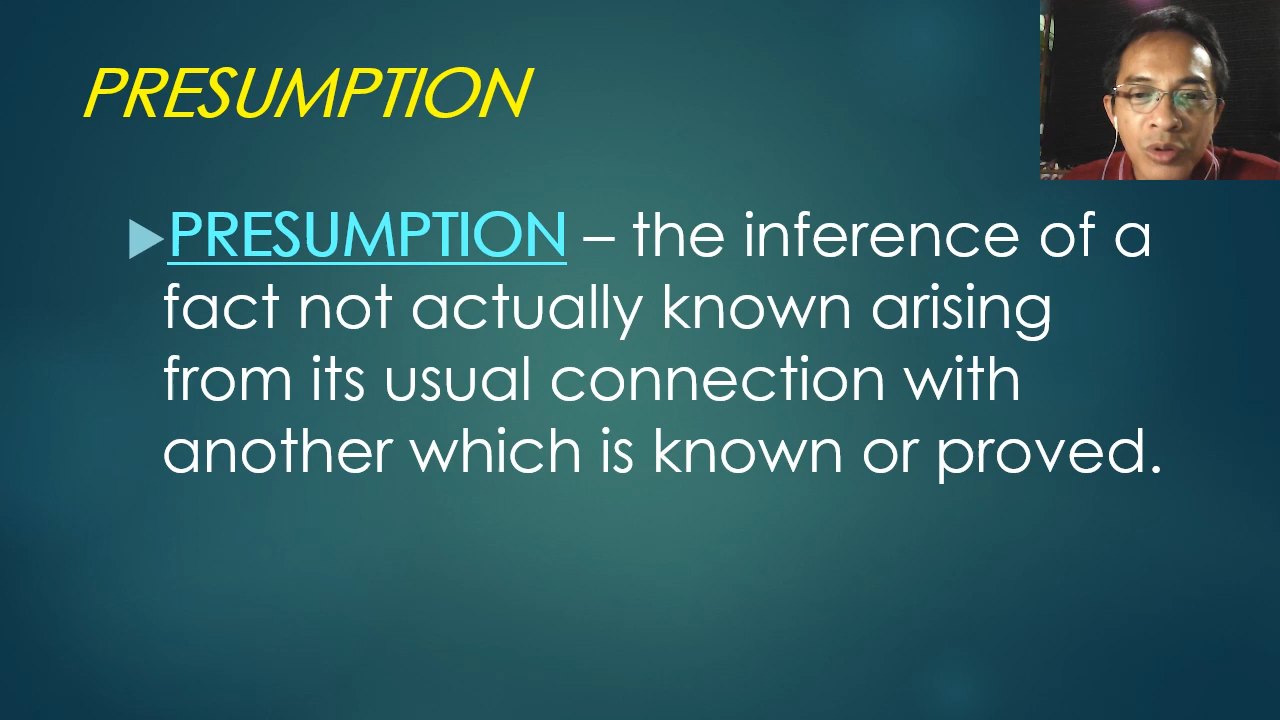 PRESUMPTION
PRESUMPTION – the inference of a
fact not actually known arising
from its usual connection with
another which is known or proved.